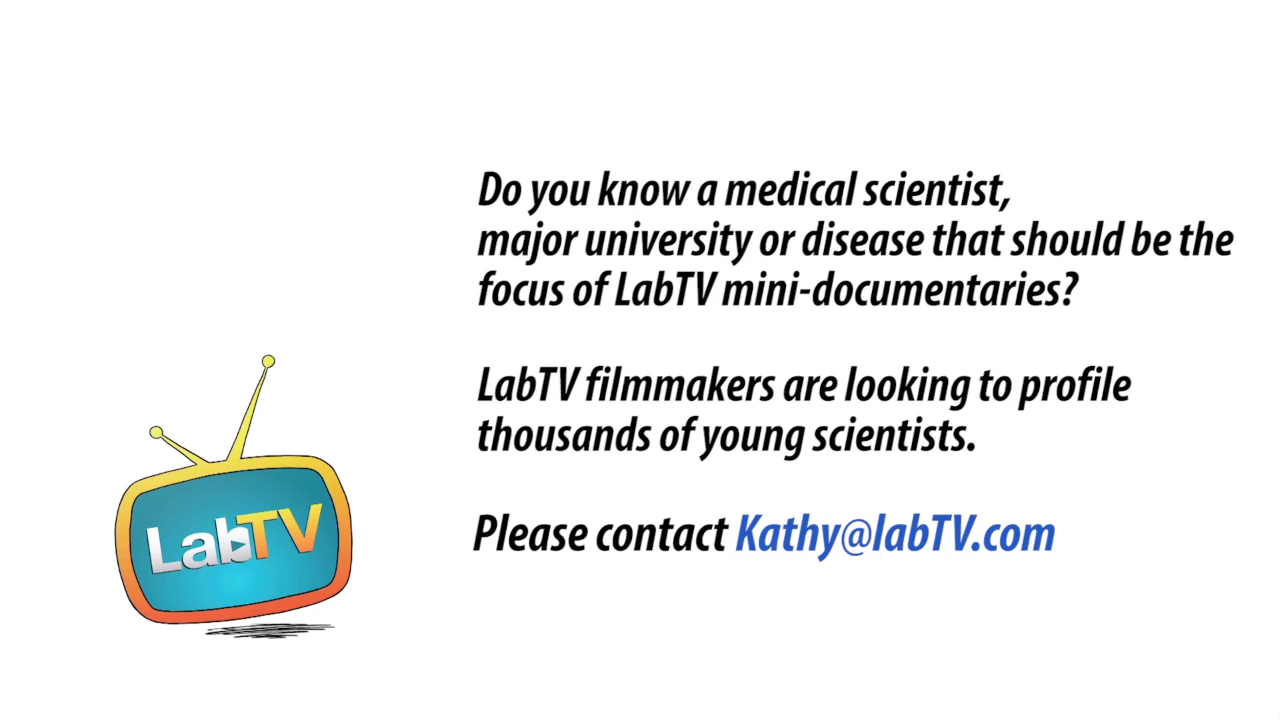 Do you know a medical scientist,
major university or disease that should be the
focus of LabTV mini-documentaries?
LabTV filmmakers are looking to profile
thousands of young scientists.
Please contact Kathy@labTV.com
LabTV